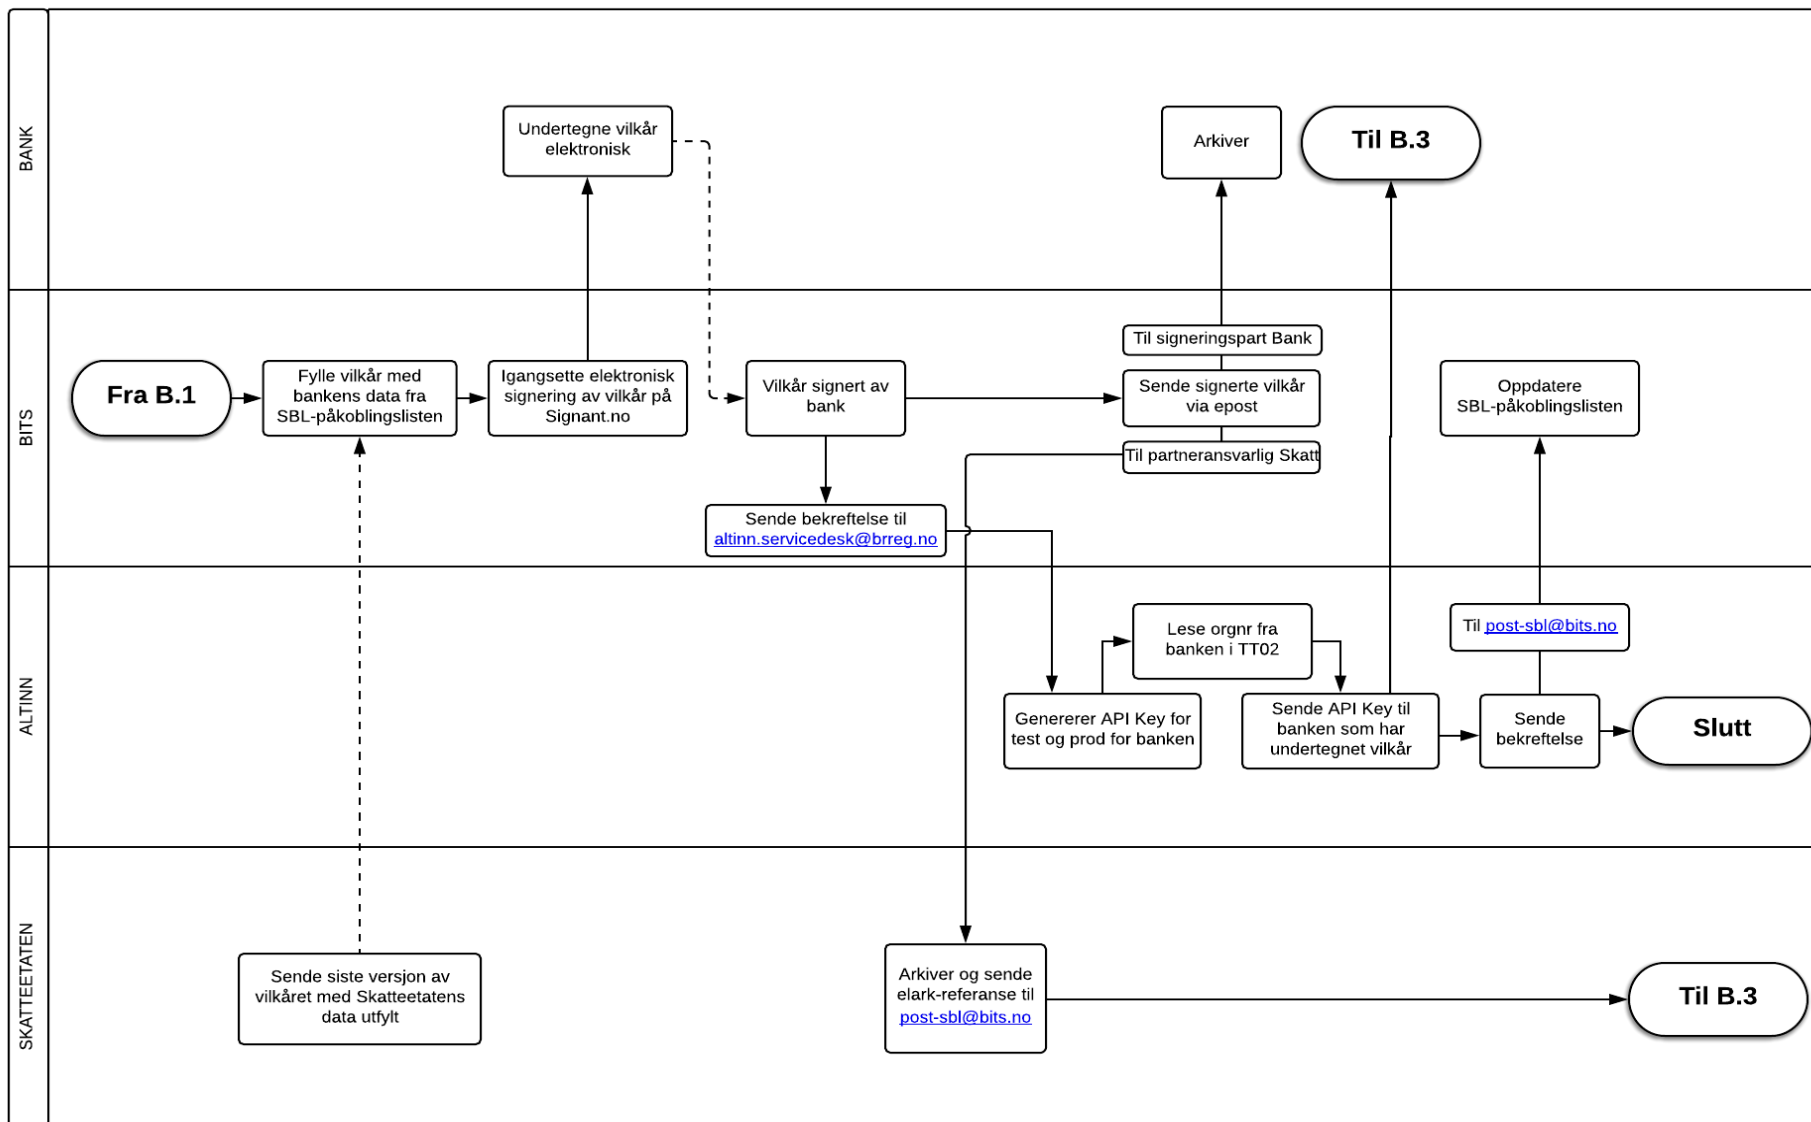 BANK
Undertegne vilkår
elektronisk
Arkiver
Til B.3
BITS
Fra B.1
Fylle vilkår med
bankens data fra
SBL-påkoblingslisten
Igangsette elektronisk
signering av vilkår på
Signant.no
Vilkår signert av
bank
Til signeringspart Bank
Sende signerte vilkår
via epost
Til partneransvarlig Skatt
Oppdatere
SBL-påkoblingslisten
Sende bekreftelse til
altinn.servicedesk@brreg.no
ALTINN
Genererer API Key for
test og prod for banken
Lese orgnr fra
banken i TT02
Sende API Key til
banken som har
undertegnet vilkår
Til post-sbl@bits.no
Sende
bekreftelse
Slutt
SKATTEETATEN
Sende siste versjon av
vilkåret med Skatteetatens
data utfylt
Arkiver og sende
elark-referanse til
post-sbl@bits.no
Til B.3